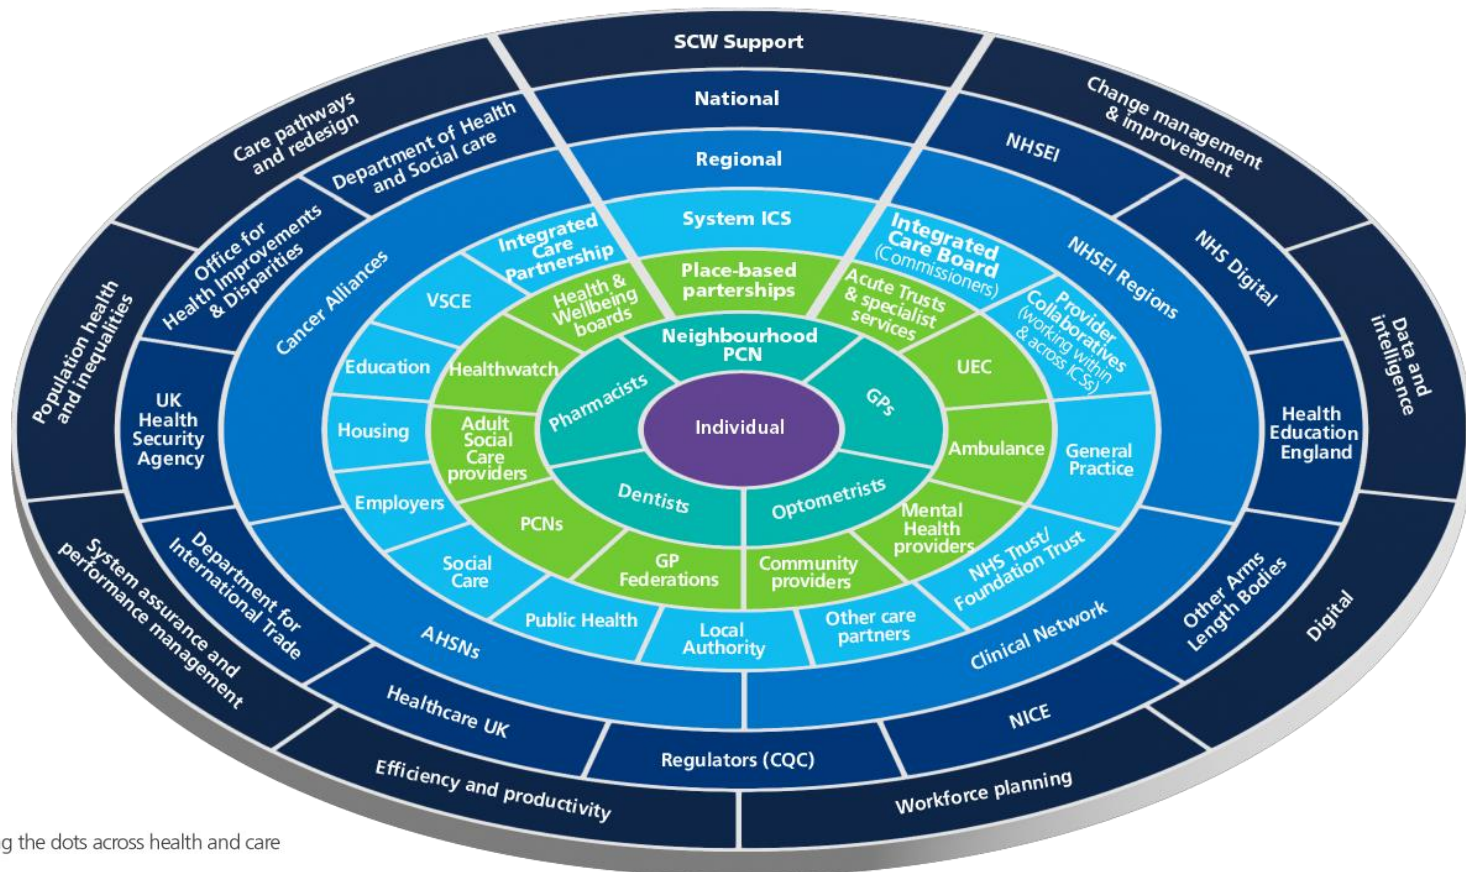 SCW Support
National
Regional
System ICS
Place-based
parterships
Neighbourhood
PCN
Individual
Change management
& improvement
Data and
intelligence
Digital
Workforce planning
Efficiency and productivity
System assurance and
performance management
Population health
and inequalities
Care pathways
and redesign
NHSEI
NHS Digital
Health
Education
England
Other Arms
Length Bodies
NICE
Regulators (CQC)
Healthcare UK
Department for
International Trade
UK
Health
Security
Agency
Office for
Health Improvements
& Disparities
Department of Health
and Social care
NHSEI Regions
Clinical Network
AHSNs
Cancer Alliances
Integrated
Care Board
(Commissioners)
Provider
Collaboratives
(working within
& across ICSs)
General
Practice
NHS Trust/
Foundation Trust
Other care
partners
Local
Authority
Public Health
Social
Care
Employers
Housing
Education
VSCE
Integrated
Care
Partnership
Acute Trusts
& specialist
services
UEC
Ambulance
Mental
Health
providers
Community
providers
GP
Federations
PCNs
Adult
Social
Care
providers
Healthwatch
Health &
Wellbeing
boards
GPs
Optometrists
Dentists
Pharmacists
g the dots across health and care